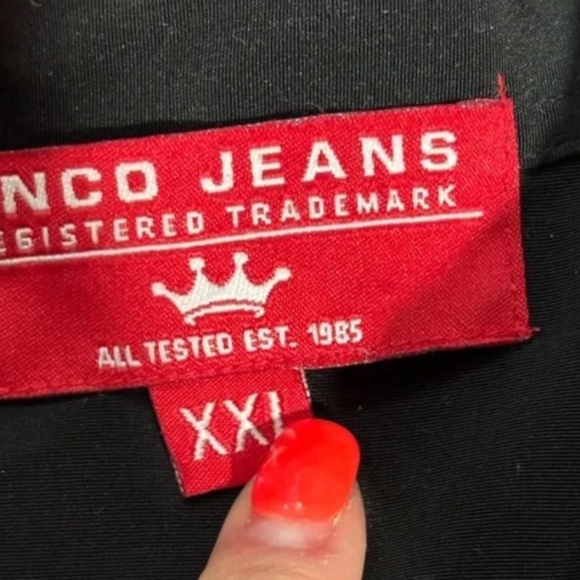 NCO JEANS
EGISTERED TRADEMARK
ALL TESTED EST. 1985
XXL